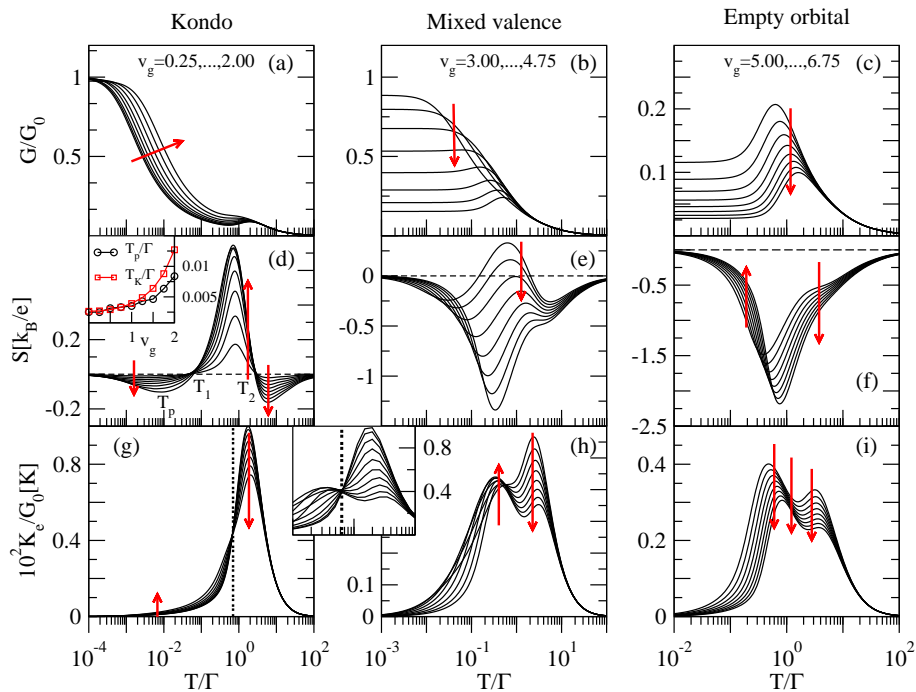 Kondo
Mixed valence
Empty orbital
v_g=0.25,...,2.00
(a)
v_g=3.00,...,4.75
(b)
v_g=5.00,...,6.75
(c)
G/G_0
1
0.5
1
0.5
0.2
0.1
T_p/Γ
T_K/Γ
0.01
0.005
1
v_g
2
(d)
(e)
(f)
S[k_B/e]
0.2
0
-0.2
T_p
T_1
T_2
0
-0.5
-1
-0.5
-1.5
-2.5
(g)
(h)
(i)
10^2K_e/G_0[K]
0.8
0.4
0
0.8
0.4
0.1
0
0.4
0.2
0
10^-4
10^-2
10^0
10^2
10^-3
10^-1
10^1
10^-2
10^0
10^2
T/Γ
T/Γ
T/Γ